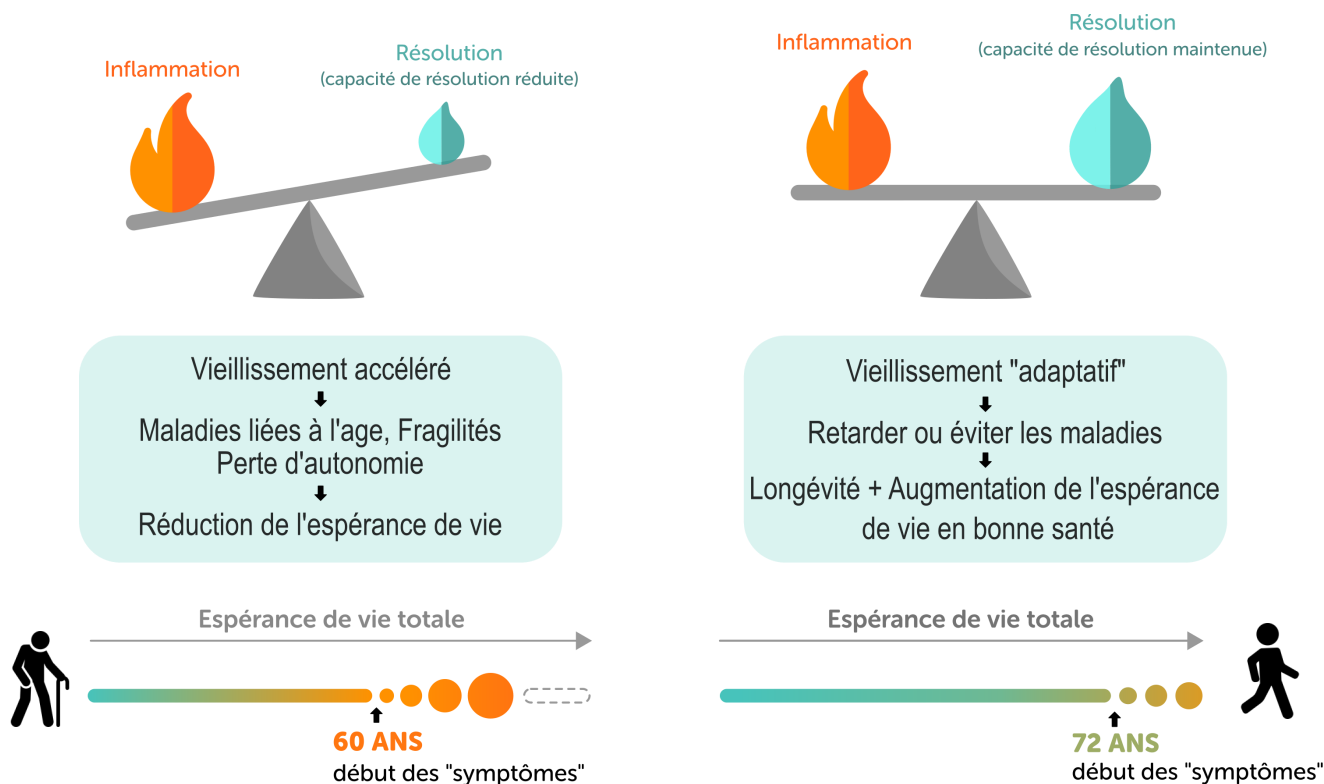 Inflammation
Résolution
(capacité de résolution réduite)
Vieillissement accéléré
Maladies liées à l'age, Fragilités
Perte d'autonomie
Réduction de l'espérance de vie
Espérance de vie totale
60 ANS
début des "symptômes"
Inflammation
Résolution
(capacité de résolution maintenue)
Vieillissement "adaptatif"
Retarder ou éviter les maladies
Longévité + Augmentation de l'espérance
de vie en bonne santé
Espérance de vie totale
72 ANS
début des "symptômes"